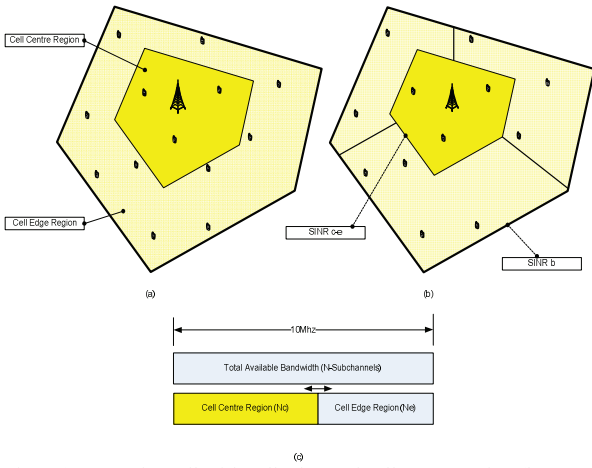 Cell Centre Region
Cell Edge Region
SINR c-e
SINR b
(a)
(b)
10Mhz
Total Available Bandwidth (N-Subchannels)
Cell Centre Region (Nc)
Cell Edge Region (Ne)
(c)